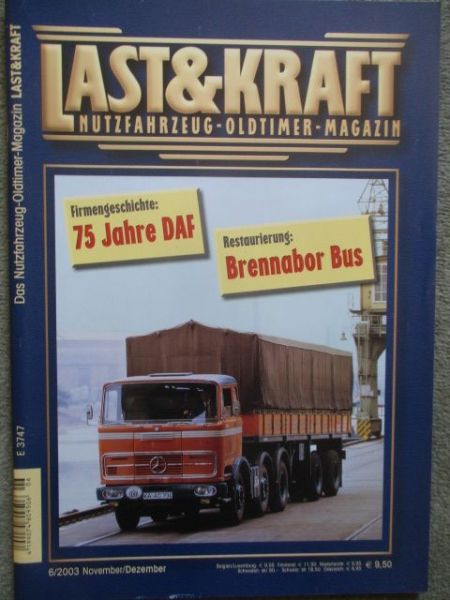 LAST&KRAFT
NUTZFAHRZEUG-OLDTIMER-MAGAZIN
Firmengeschichte:
75 Jahre DAF
Restaurierung:
Brennabor Bus
Das Nutzfahrzeug-Oldtimer-Magazin LAST&KRAFT
E 3747
6/2003 November/Dezember
€ 9,50